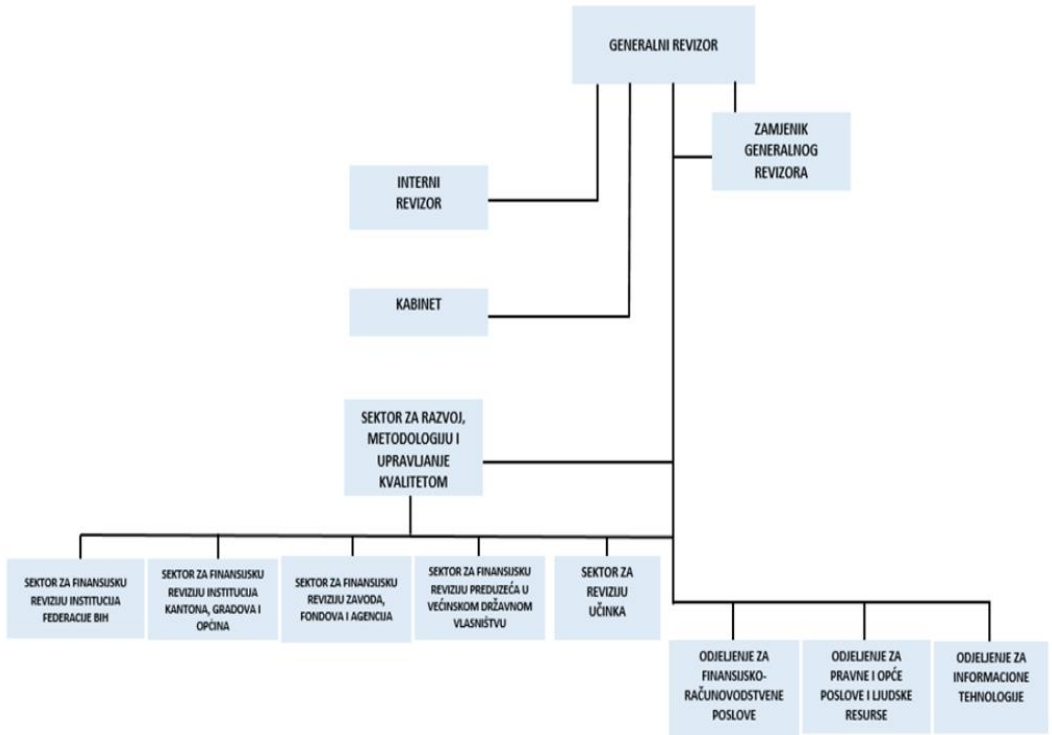 GENERALNI REVIZOR
ZAMJENIK
GENERALNOG
REVIZORA
INTERNI
REVIZOR
KABINET
SEKTOR ZA RAZVOJ,
METODOLOGIJU I
UPRAVLJANJE
KVALITETOM
SEKTOR ZA FINANSIJSKU
REVIZIJU INSTITUCIJA
FEDERACIJE BIH
SEKTOR ZA FINANSIJSKU
REVIZIJU INSTITUCIJA
KANTONA, GRADOVA I
OPĆINA
SEKTOR ZA FINANSIJSKU
REVIZIJU ZAVODA,
FONDOVA I AGENCIJA
SEKTOR ZA FINANSIJSKU
REVIZIJU PREDUZEĆA U
VEĆINSKOM DRŽAVNOM
VLASNIŠTVU
SEKTOR ZA
REVIZIJU
UČINKA
ODJELJENJE ZA
FINANSIJSKO-
RAČUNOVODSTVENE
POSLOVE
ODJELJENJE ZA
PRAVNE I OPĆE
POSLOVE I LJUDSKE
RESURSE
ODJELJENJE ZA
INFORMACIONE
TEHNOLOGIJE